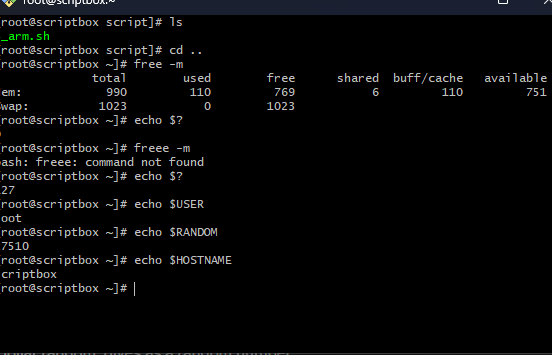 root@scriptbox:~
root@scriptbox script]# ls
_arm.sh
root@scriptbox script]# cd ..
root@scriptbox ~]# free -m
total used free shared buff/cache available
em: 990 110 769 6 110 751
wap: 1023 0 1023
root@scriptbox ~]# echo $?
root@scriptbox ~]# freee -m
bash: freee: command not found
root@scriptbox ~]# echo $?
27
root@scriptbox ~]# echo $USER
oot
root@scriptbox ~]# echo $RANDOM
7510
root@scriptbox ~]# echo $HOSTNAME
criptbox
root@scriptbox ~]#